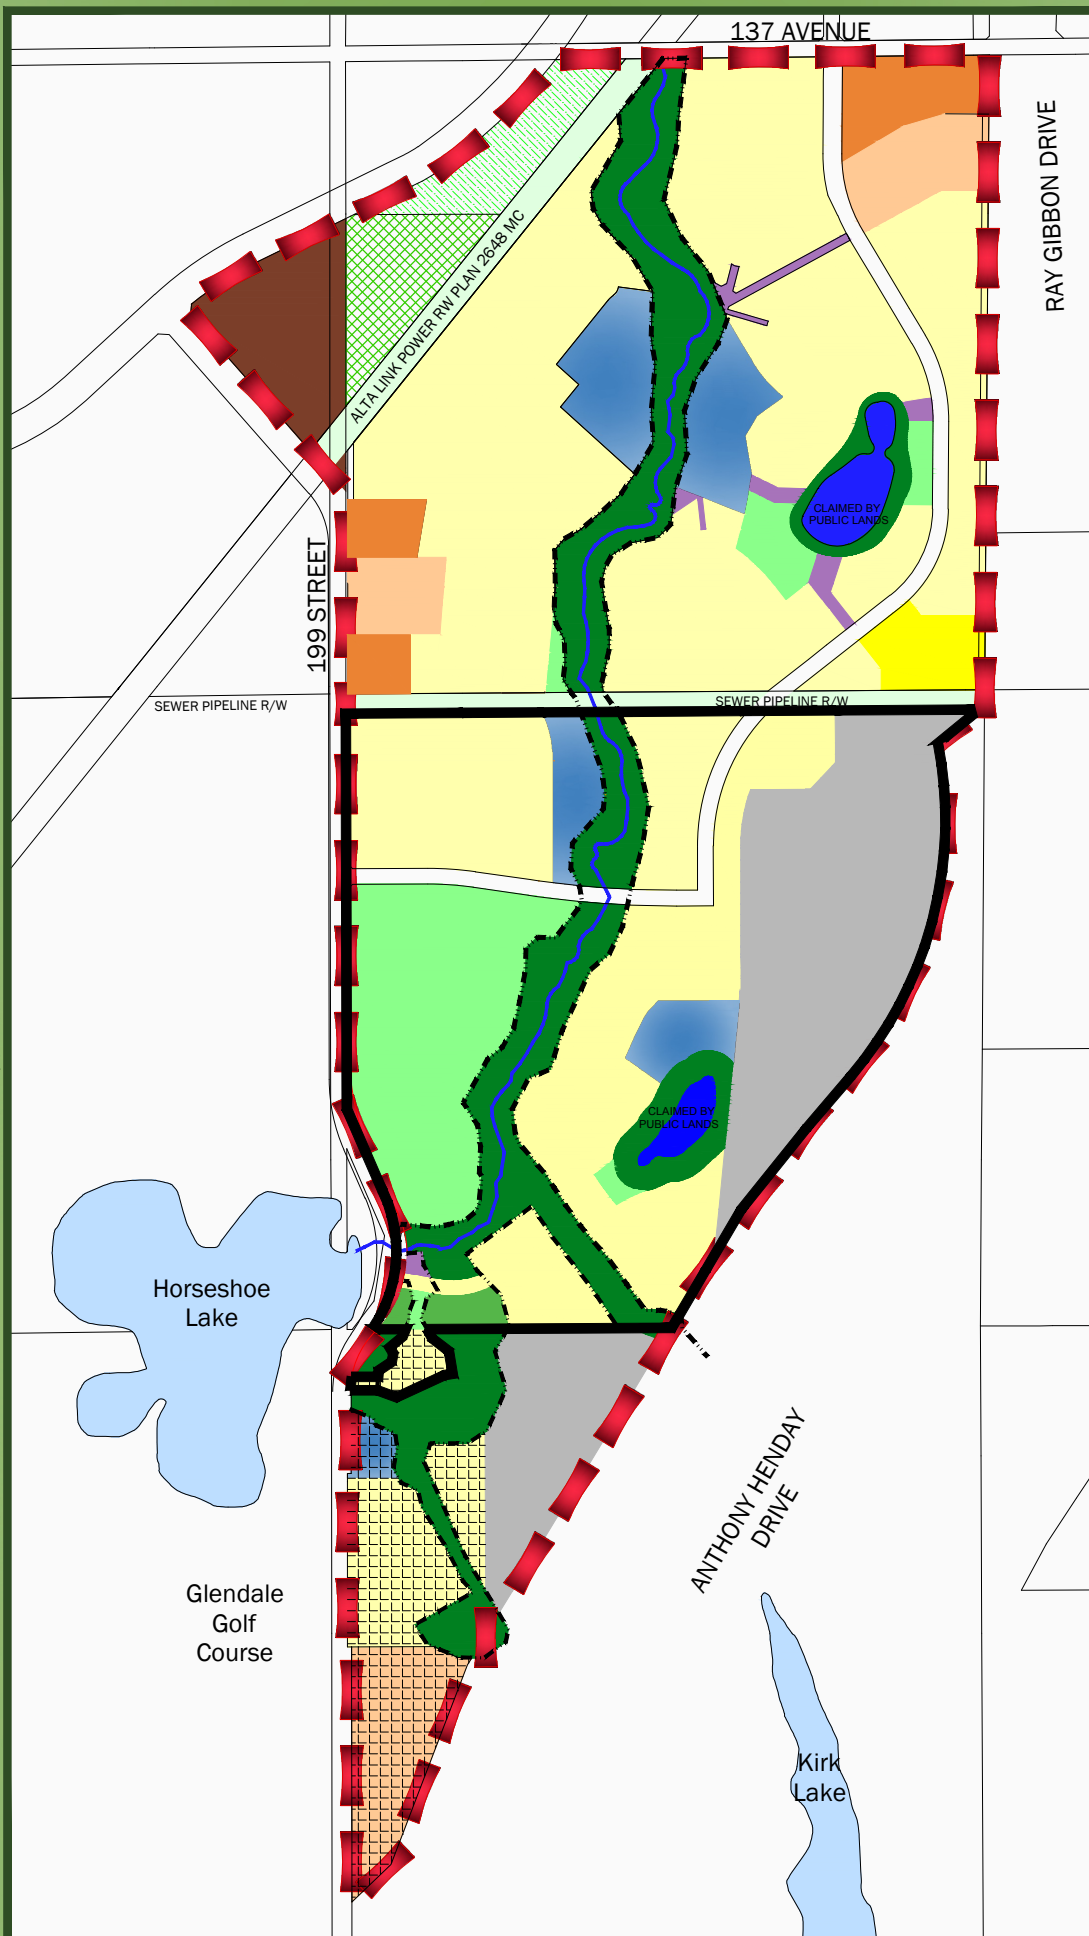 137 AVENUE
RAY GIBBON DRIVE
ALTA LINK POWER RW PLAN 2648 MC
CLAIMED BY
PUBLIC LANDS
199 STREET
SEWER PIPELINE R/W
SEWER PIPELINE R/W
CLAIMED BY
PUBLIC LANDS
Horseshoe
Lake
ANTHONY HENDAY
DRIVE
Glendale
Golf
Course
Kirk
Lake